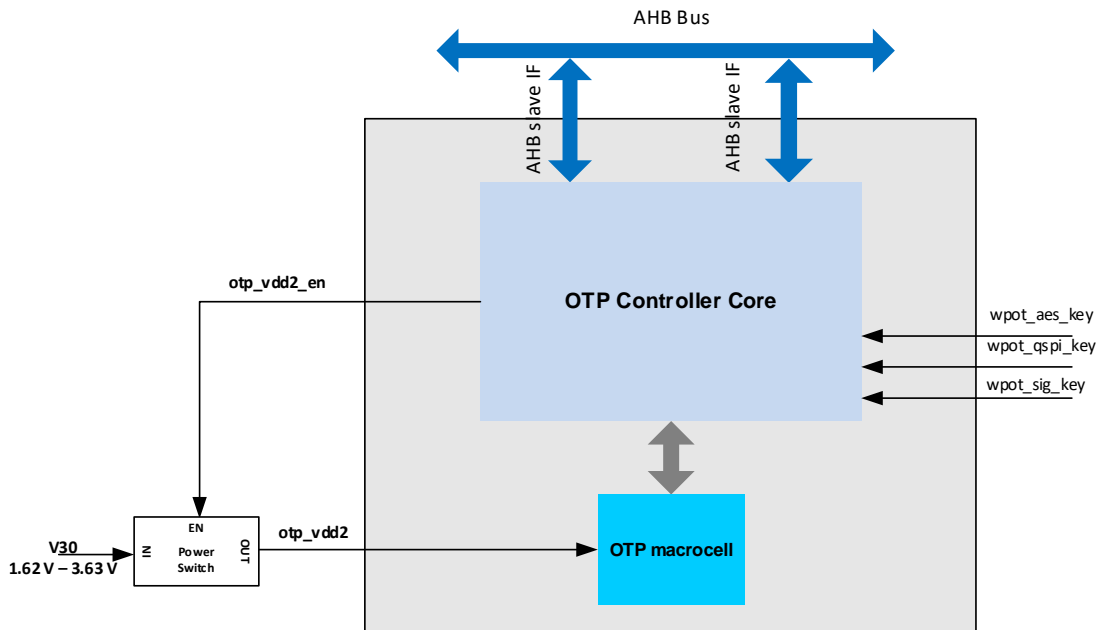 AHB Bus
AHB slave IF
AHB slave IF
OTP Controller Core
otp_vdd2_en
wpot_aes_key
wpot_qspi_key
wpot_sig_key
EN
IN
Power
Switch
OUT
V30
1.62 V – 3.63 V
otp_vdd2
OTP macrocell